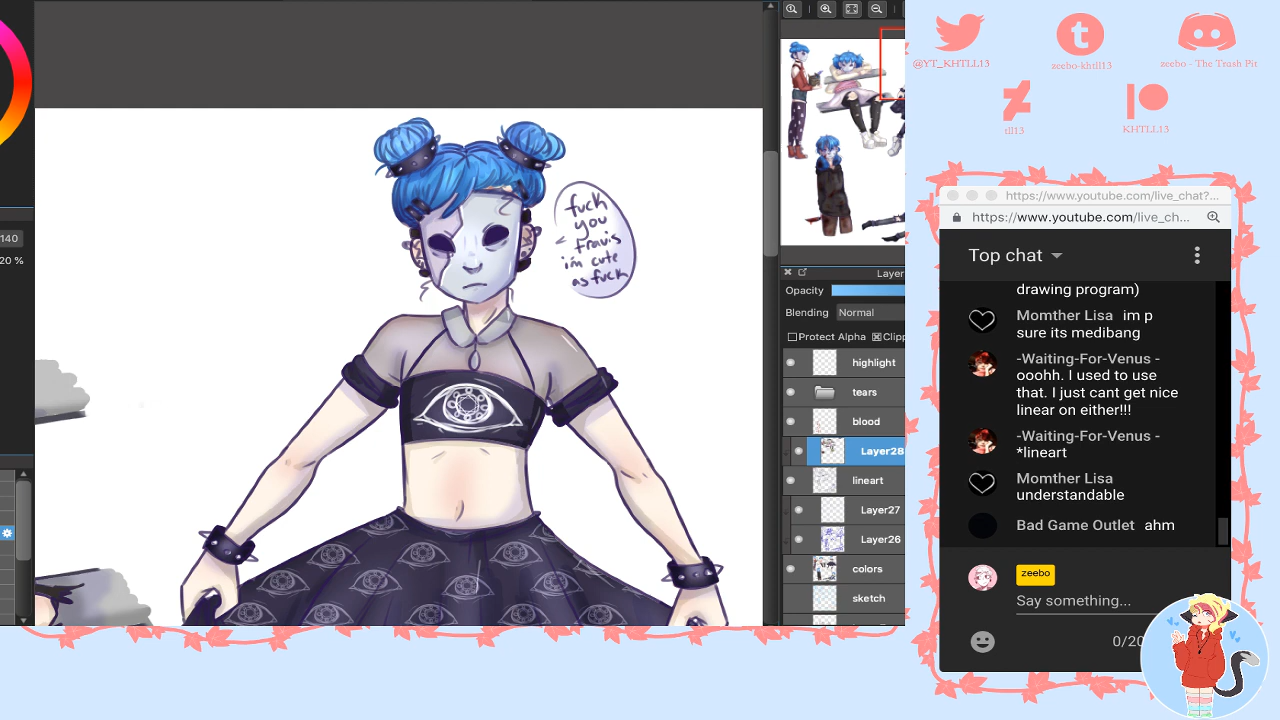 140
20 %
fuck
you
travis
i'm cute
as fuck
Layer
Opacity
Blending Normal
Protect Alpha Clipp
highlight
tears
blood
Layer28
lineart
Layer27
Layer26
colors
sketch
@YT_KHTLL13
zeebo-khtll13
zeebo - The Trash Pit
tll13
KHTLL13
https://www.youtube.com/live_chat?...
https://www.youtube.com/live_ch...
Top chat
drawing program)
Momther Lisa im p
sure its medibang
-Waiting-For-Venus -
ooohh. I used to use
that. I just cant get nice
linear on either!!!
-Waiting-For-Venus -
*lineart
Momther Lisa
understandable
Bad Game Outlet ahm
zeebo
Say something...
0/20